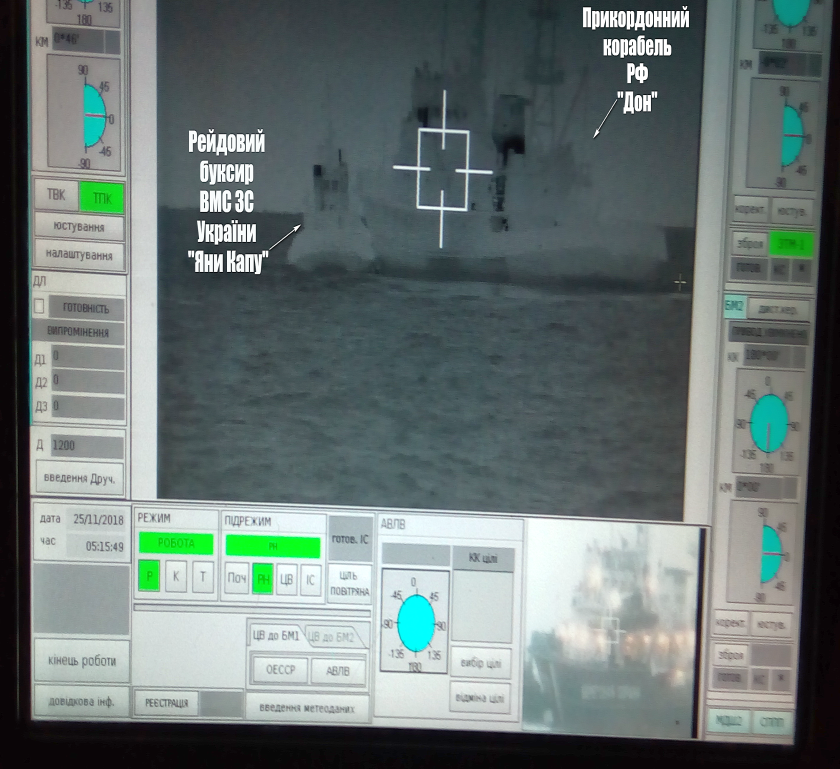 135
135
180
КМ
0°46'
90
45
0
-45
-90
ТВК
ТПК
юстування
налаштування
ДЛ
ГОТОВНІСТЬ
ВИПРОМІНЕННЯ
Д1
0
Д2
0
Д3
0
Д
1200
введення Друч.
Рейдовий
буксир
ВМС ЗС
України
"Яни Капу"
Прикордонний
корабель
РФ
"Дон"
-135
135
180
КМ
90
45
0
-45
-90
корект.
юстув.
зброя
ЗТМ-1
готов
КС
БМ2
дист.кер.
КК
180°00'
0
-45
45
-90
90
-135
135
180
КМ
0°00'
90
45
0
-45
-90
корект.
юстув.
зброя
готов
КС
МДШ2
СППП
дата
25/11/2018
час
05:15:49
кінець роботи
довідкова інф.
РЕЖИМ
РОБОТА
Р
К
Т
ПІДРЕЖИМ
РН
Поч
РН
ЦВ
ІС
готов. ІС
ЦІЛЬ
ПОВІТРЯНА
ЦВ до БМ1
ЦВ до БМ2
ОЕССР
АВЛВ
РЕЄСТРАЦІЯ
введення метеоданих
АВЛВ
0
-45
45
-90
90
-135
135
180
КК цілі
вибір цілі
відміна цілі